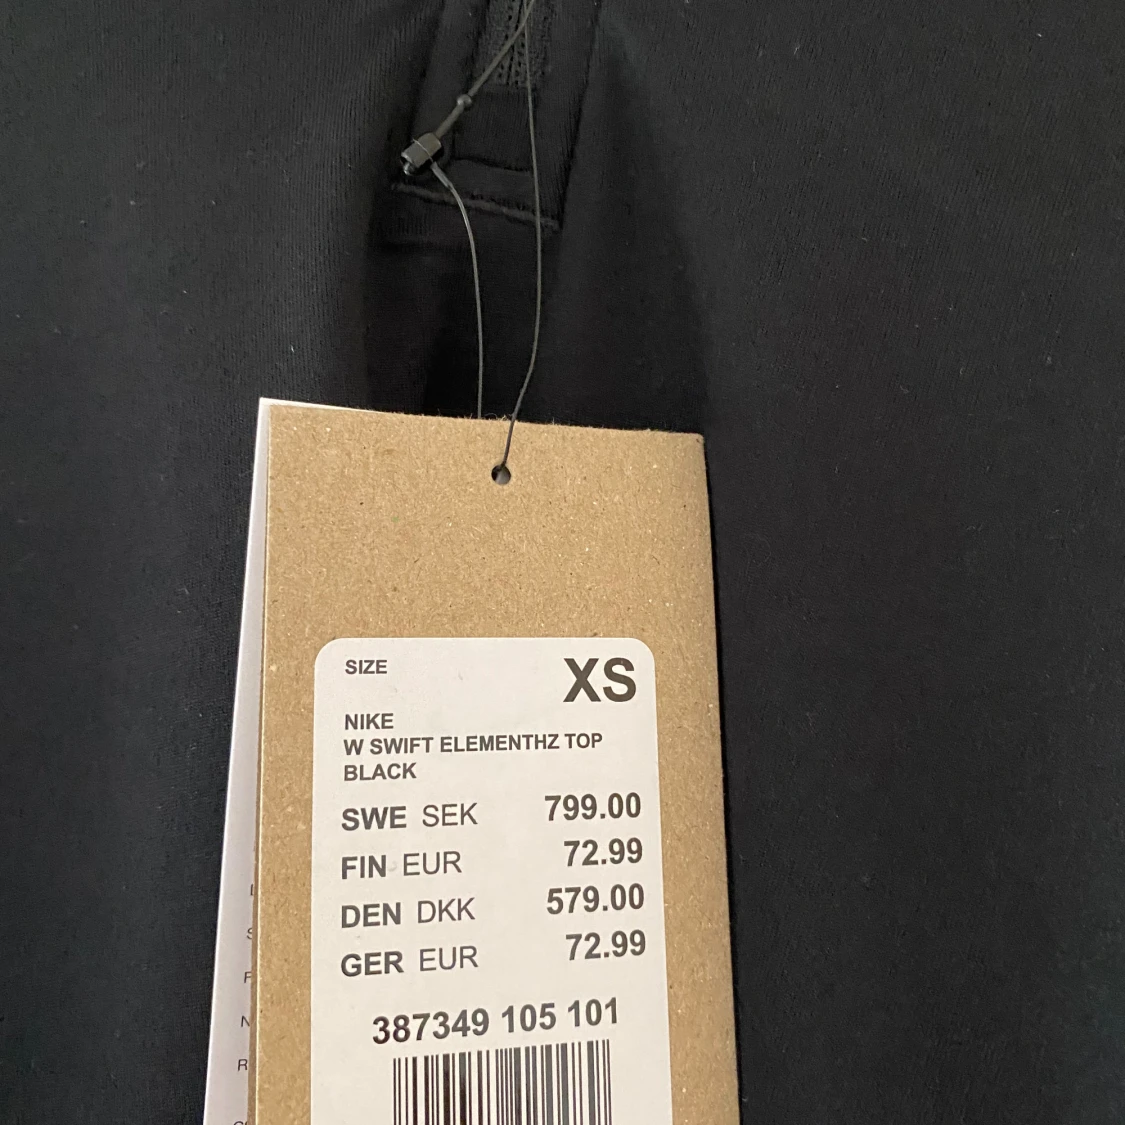 SIZE XS
NIKE
W SWIFT ELEMENTHZ TOP
BLACK
SWE SEK 799.00
FIN EUR 72.99
DEN DKK 579.00
GER EUR 72.99
387349 105 101